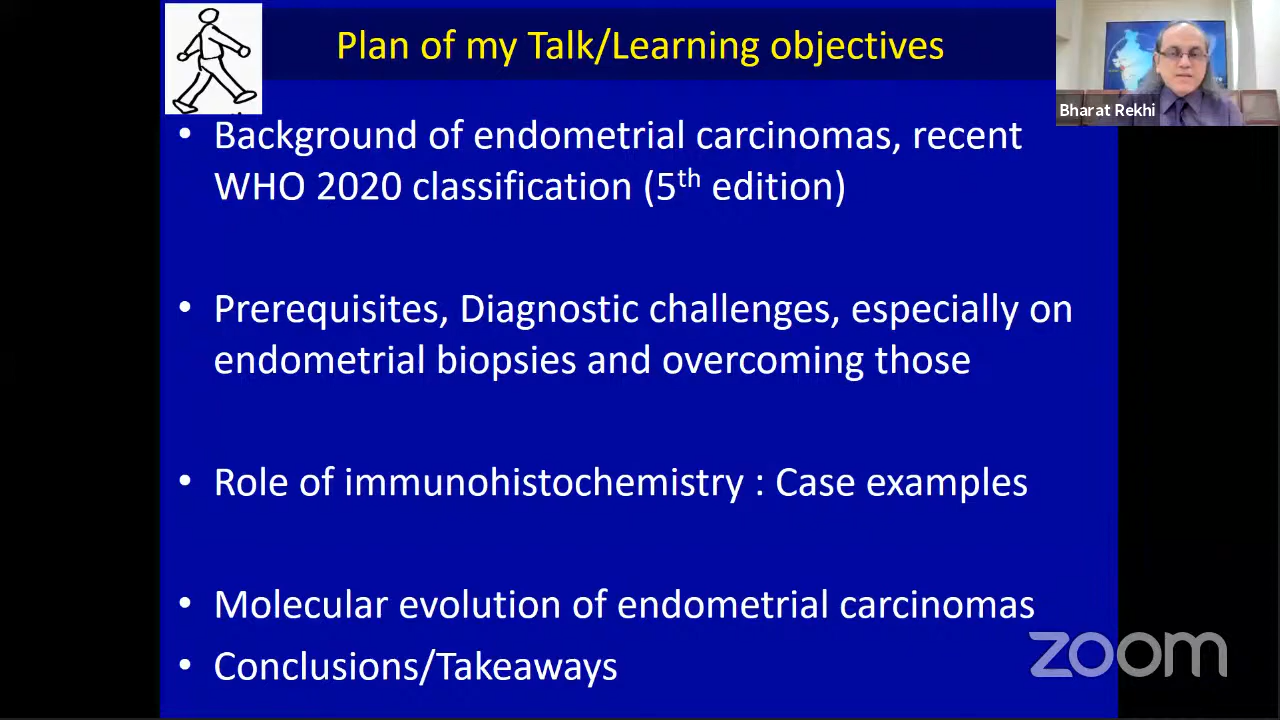 Plan of my Talk/Learning objectives
Bharat Rekhi
• Background of endometrial carcinomas, recent
WHO 2020 classification (5th edition)
• Prerequisites, Diagnostic challenges, especially on
endometrial biopsies and overcoming those
• Role of immunohistochemistry : Case examples
• Molecular evolution of endometrial carcinomas
• Conclusions/Takeaways
zoom